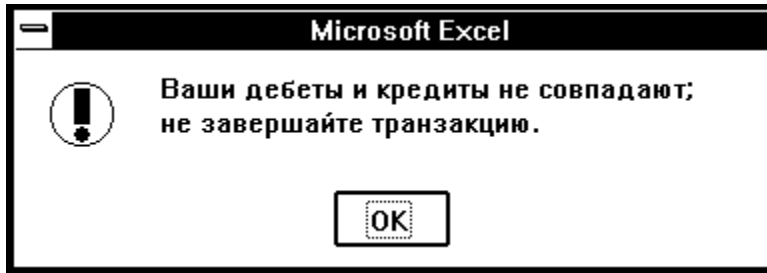 Microsoft Excel
Ваши дебеты и кредиты не совпадают;
не завершайте транзакцию.
OK